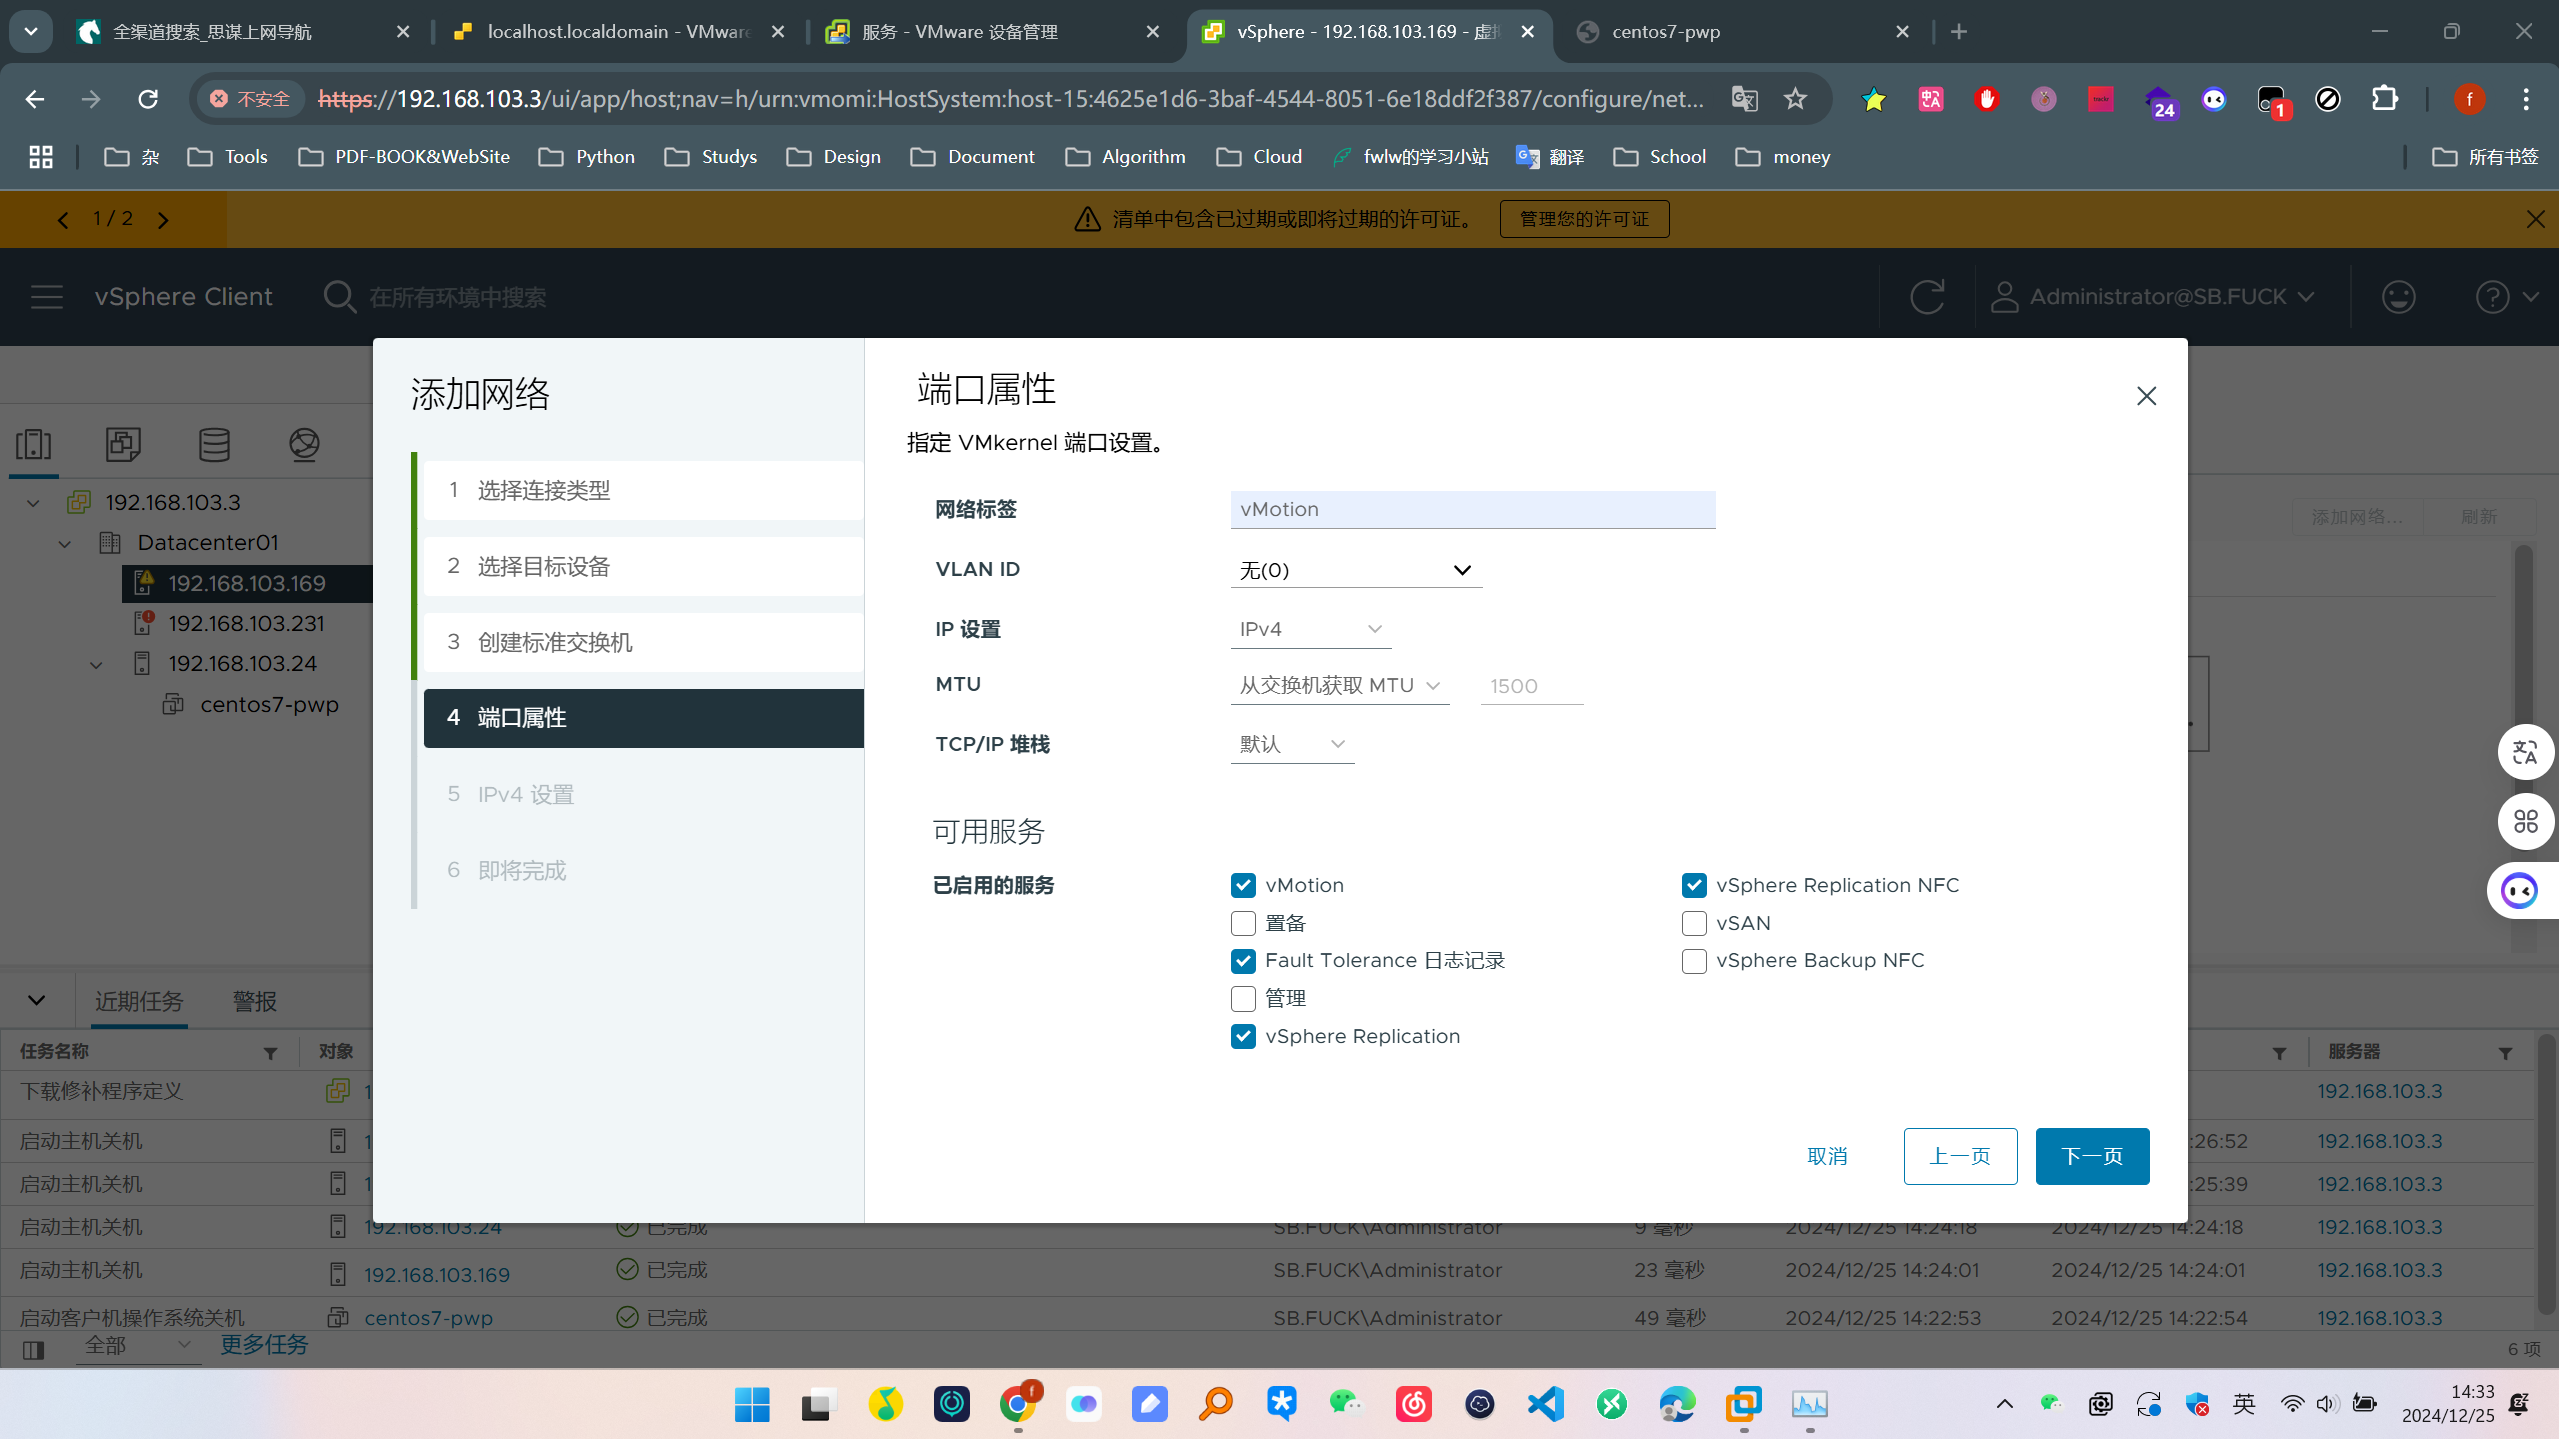 全渠道搜索_思谋上网导航
localhost.localdomain - VMware
服务 - VMware 设备管理
vSphere - 192.168.103.169 - 虚拟
centos7-pwp
不安全 https://192.168.103.3/ui/app/host;nav=h/urn:vmomi:HostSystem:host-15:4625e1d6-3baf-4544-8051-6e18ddf2f387/configure/net...
24
1
f
杂 Tools PDF-BOOK&WebSite Python Studys Design Document Algorithm Cloud fwlw的学习小站 翻译 School money 所有书签
1 / 2
清单中包含已过期或即将过期的许可证。 管理您的许可证
vSphere Client 在所有环境中搜索 Administrator@SB.FUCK
192.168.103.3
Datacenter01
192.168.103.169
192.168.103.231
192.168.103.24
centos7-pwp
添加网络... 刷新
添加网络
1 选择连接类型
2 选择目标设备
3 创建标准交换机
4 端口属性
5 IPv4 设置
6 即将完成
端口属性
指定 VMkernel 端口设置。
网络标签 vMotion
VLAN ID 无(0)
IP 设置 IPv4
MTU 从交换机获取 MTU 1500
TCP/IP 堆栈 默认
可用服务
已启用的服务
vMotion
置备
Fault Tolerance 日志记录
管理
vSphere Replication
vSphere Replication NFC
vSAN
vSphere Backup NFC
取消 上一页 下一页
近期任务 警报
任务名称 对象 服务器
下载修补程序定义 1 192.168.103.3
启动主机关机 1 :26:52 192.168.103.3
启动主机关机 1 :25:39 192.168.103.3
启动主机关机 192.168.103.24 已完成 SB.FUCK\Administrator 9 毫秒 2024/12/25 14:24:18 2024/12/25 14:24:18 192.168.103.3
启动主机关机 192.168.103.169 已完成 SB.FUCK\Administrator 23 毫秒 2024/12/25 14:24:01 2024/12/25 14:24:01 192.168.103.3
启动客户机操作系统关机 centos7-pwp 已完成 SB.FUCK\Administrator 49 毫秒 2024/12/25 14:22:53 2024/12/25 14:22:54 192.168.103.3
全部 更多任务 6 项
f
英
14:33
2024/12/25